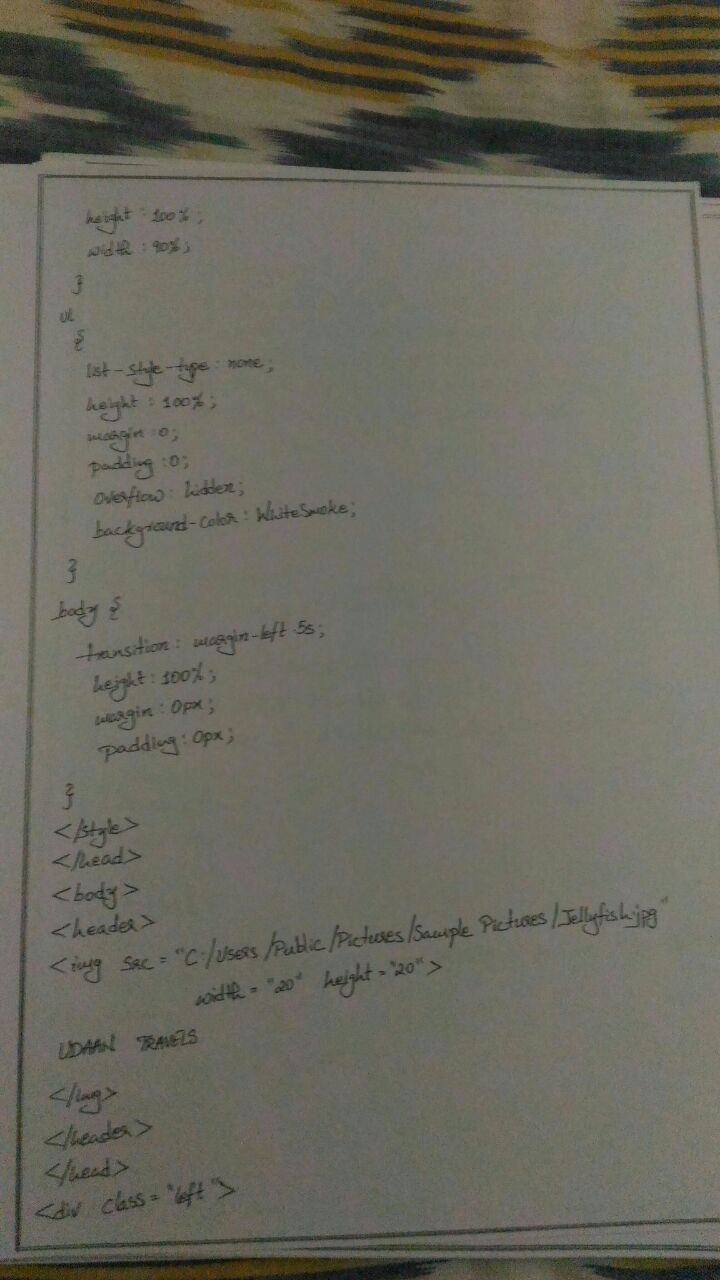 height : 100% ;
width : 90% ;
}
ul
{
list-style-type : none;
height : 100% ;
margin : 0;
padding : 0;
overflow : hidden;
background-color : WhiteSmoke;
}
body {
transition : margin-left .5s;
height : 100% ;
margin : 0px ;
padding : 0px ;
}
</style>
</head>
<body>
<header>
<img src = "C:/Users/Public/Pictures/Sample Pictures/Jellyfish.jpg"
width = "20" height = "20" >
UDAAN TRAVELS
</img>
</header>
</head>
<div class = "left">